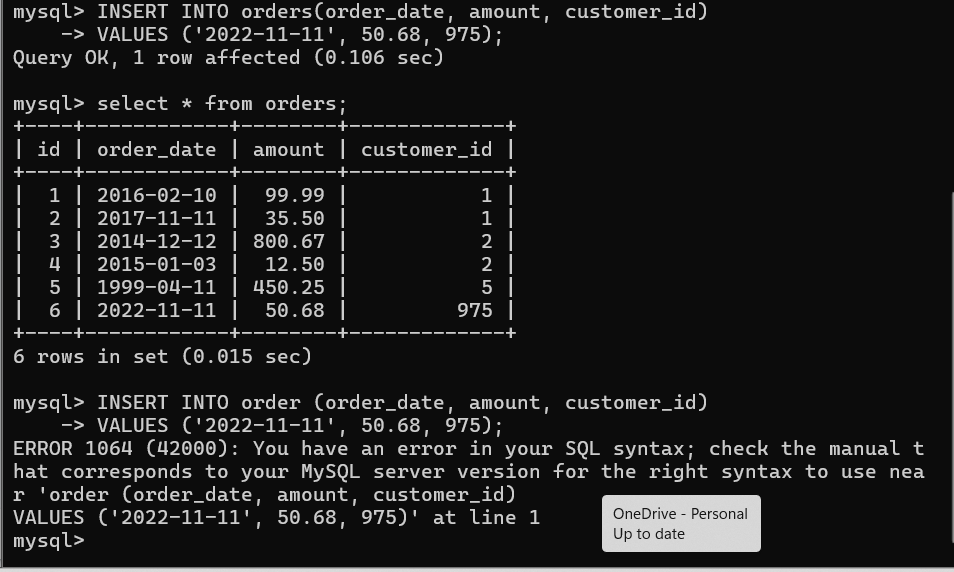 mysql> INSERT INTO orders(order_date, amount, customer_id)
    -> VALUES ('2022-11-11', 50.68, 975);
Query OK, 1 row affected (0.106 sec)

mysql> select * from orders;
+----+------------+--------+-------------+
| id | order_date | amount | customer_id |
+----+------------+--------+-------------+
|  1 | 2016-02-10 |  99.99 |           1 |
|  2 | 2017-11-11 |  35.50 |           1 |
|  3 | 2014-12-12 | 800.67 |           2 |
|  4 | 2015-01-03 |  12.50 |           2 |
|  5 | 1999-04-11 | 450.25 |           5 |
|  6 | 2022-11-11 |  50.68 |         975 |
+----+------------+--------+-------------+
6 rows in set (0.015 sec)

mysql> INSERT INTO order (order_date, amount, customer_id)
    -> VALUES ('2022-11-11', 50.68, 975);
ERROR 1064 (42000): You have an error in your SQL syntax; check the manual t
hat corresponds to your MySQL server version for the right syntax to use nea
r 'order (order_date, amount, customer_id)
VALUES ('2022-11-11', 50.68, 975)' at line 1
mysql>
OneDrive - Personal
Up to date